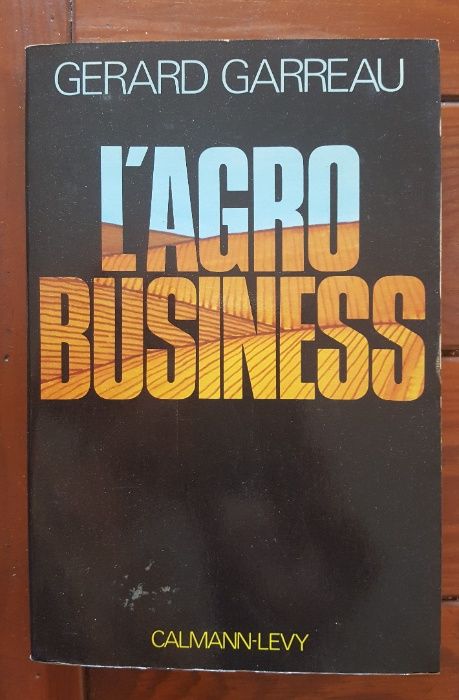 GERARD GARREAU
L'AGRO
BUSINESS
CALMANN-LEVY